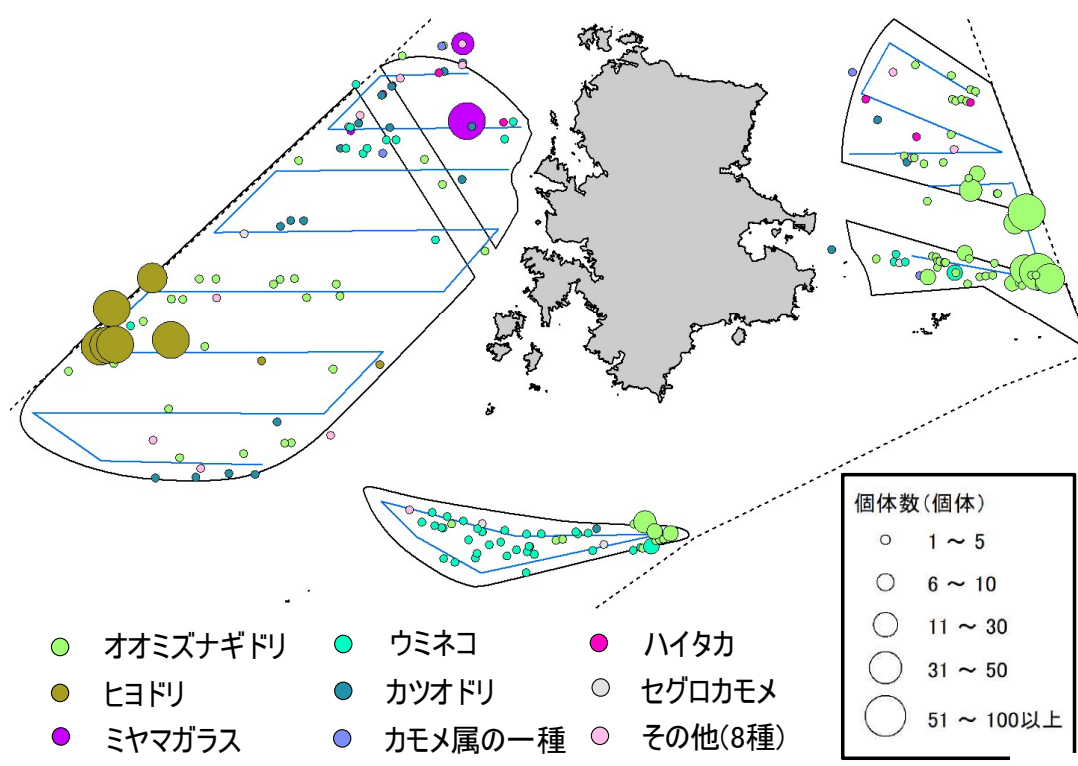 個体数(個体)
1 ～ 5
6 ～ 10
11 ～ 30
31 ～ 50
51 ～ 100以上
オオミズナギドリ
ウミネコ
ハイタカ
ヒヨドリ
カツオドリ
セグロカモメ
ミヤマガラス
カモメ属の一種
その他(8種)